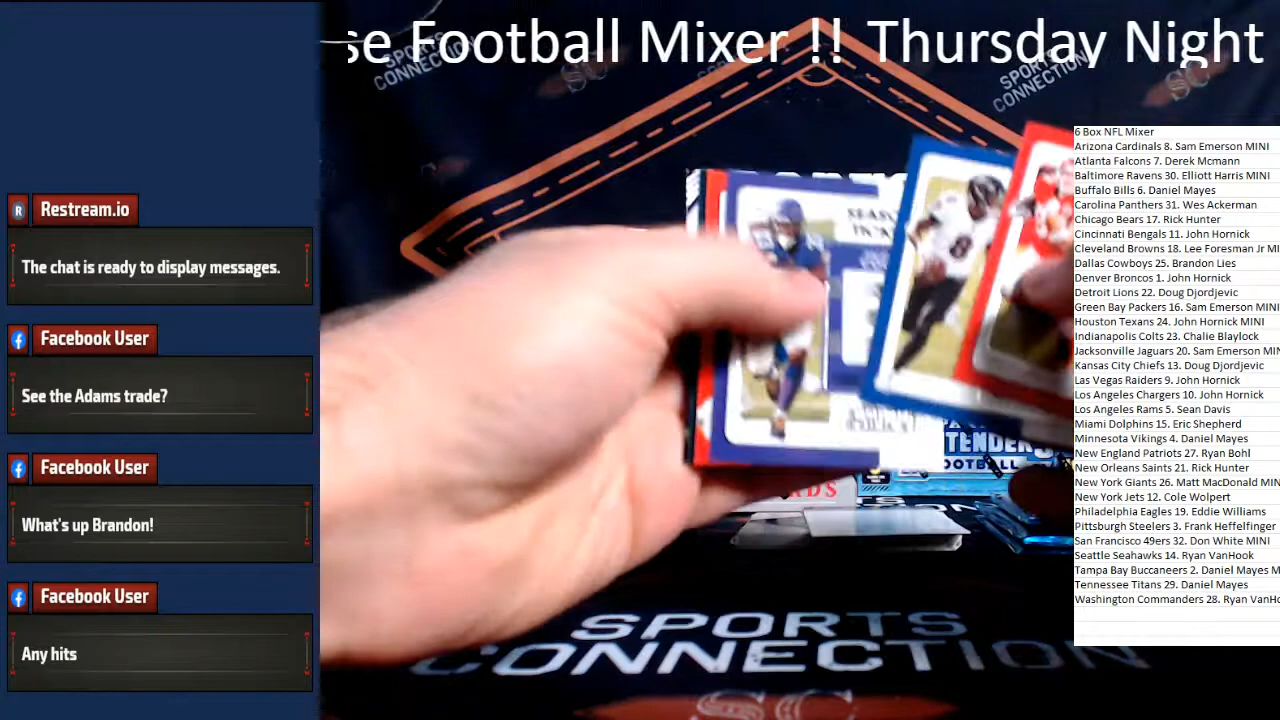 se Football Mixer !! Thursday Night
SPORTS
CONNECTION
SPORTS
CONNECTION
SC
R Restream.io
The chat is ready to display messages.
Facebook User
See the Adams trade?
Facebook User
What's up Brandon!
Facebook User
Any hits
6 Box NFL Mixer
Arizona Cardinals 8. Sam Emerson MINI
Atlanta Falcons 7. Derek Mcmann
Baltimore Ravens 30. Elliott Harris MINI
Buffalo Bills 6. Daniel Mayes
Carolina Panthers 31. Wes Ackerman
Chicago Bears 17. Rick Hunter
Cincinnati Bengals 11. John Hornick
Cleveland Browns 18. Lee Foresman Jr MI
Dallas Cowboys 25. Brandon Lies
Denver Broncos 1. John Hornick
Detroit Lions 22. Doug Djordjevic
Green Bay Packers 16. Sam Emerson MINI
Houston Texans 24. John Hornick MINI
Indianapolis Colts 23. Chalie Blaylock
Jacksonville Jaguars 20. Sam Emerson MIN
Kansas City Chiefs 13. Doug Djordjevic
Las Vegas Raiders 9. John Hornick
Los Angeles Chargers 10. John Hornick
Los Angeles Rams 5. Sean Davis
Miami Dolphins 15. Eric Shepherd
Minnesota Vikings 4. Daniel Mayes
New England Patriots 27. Ryan Bohl
New Orleans Saints 21. Rick Hunter
New York Giants 26. Matt MacDonald MIN
New York Jets 12. Cole Wolpert
Philadelphia Eagles 19. Eddie Williams
Pittsburgh Steelers 3. Frank Heffelfinger
San Francisco 49ers 32. Don White MINI
Seattle Seahawks 14. Ryan VanHook
Tampa Bay Buccaneers 2. Daniel Mayes M
Tennessee Titans 29. Daniel Mayes
Washington Commanders 28. Ryan VanHo
TENDERS
OOTBALL
RDS
SPORTS
CONNECTION
SC